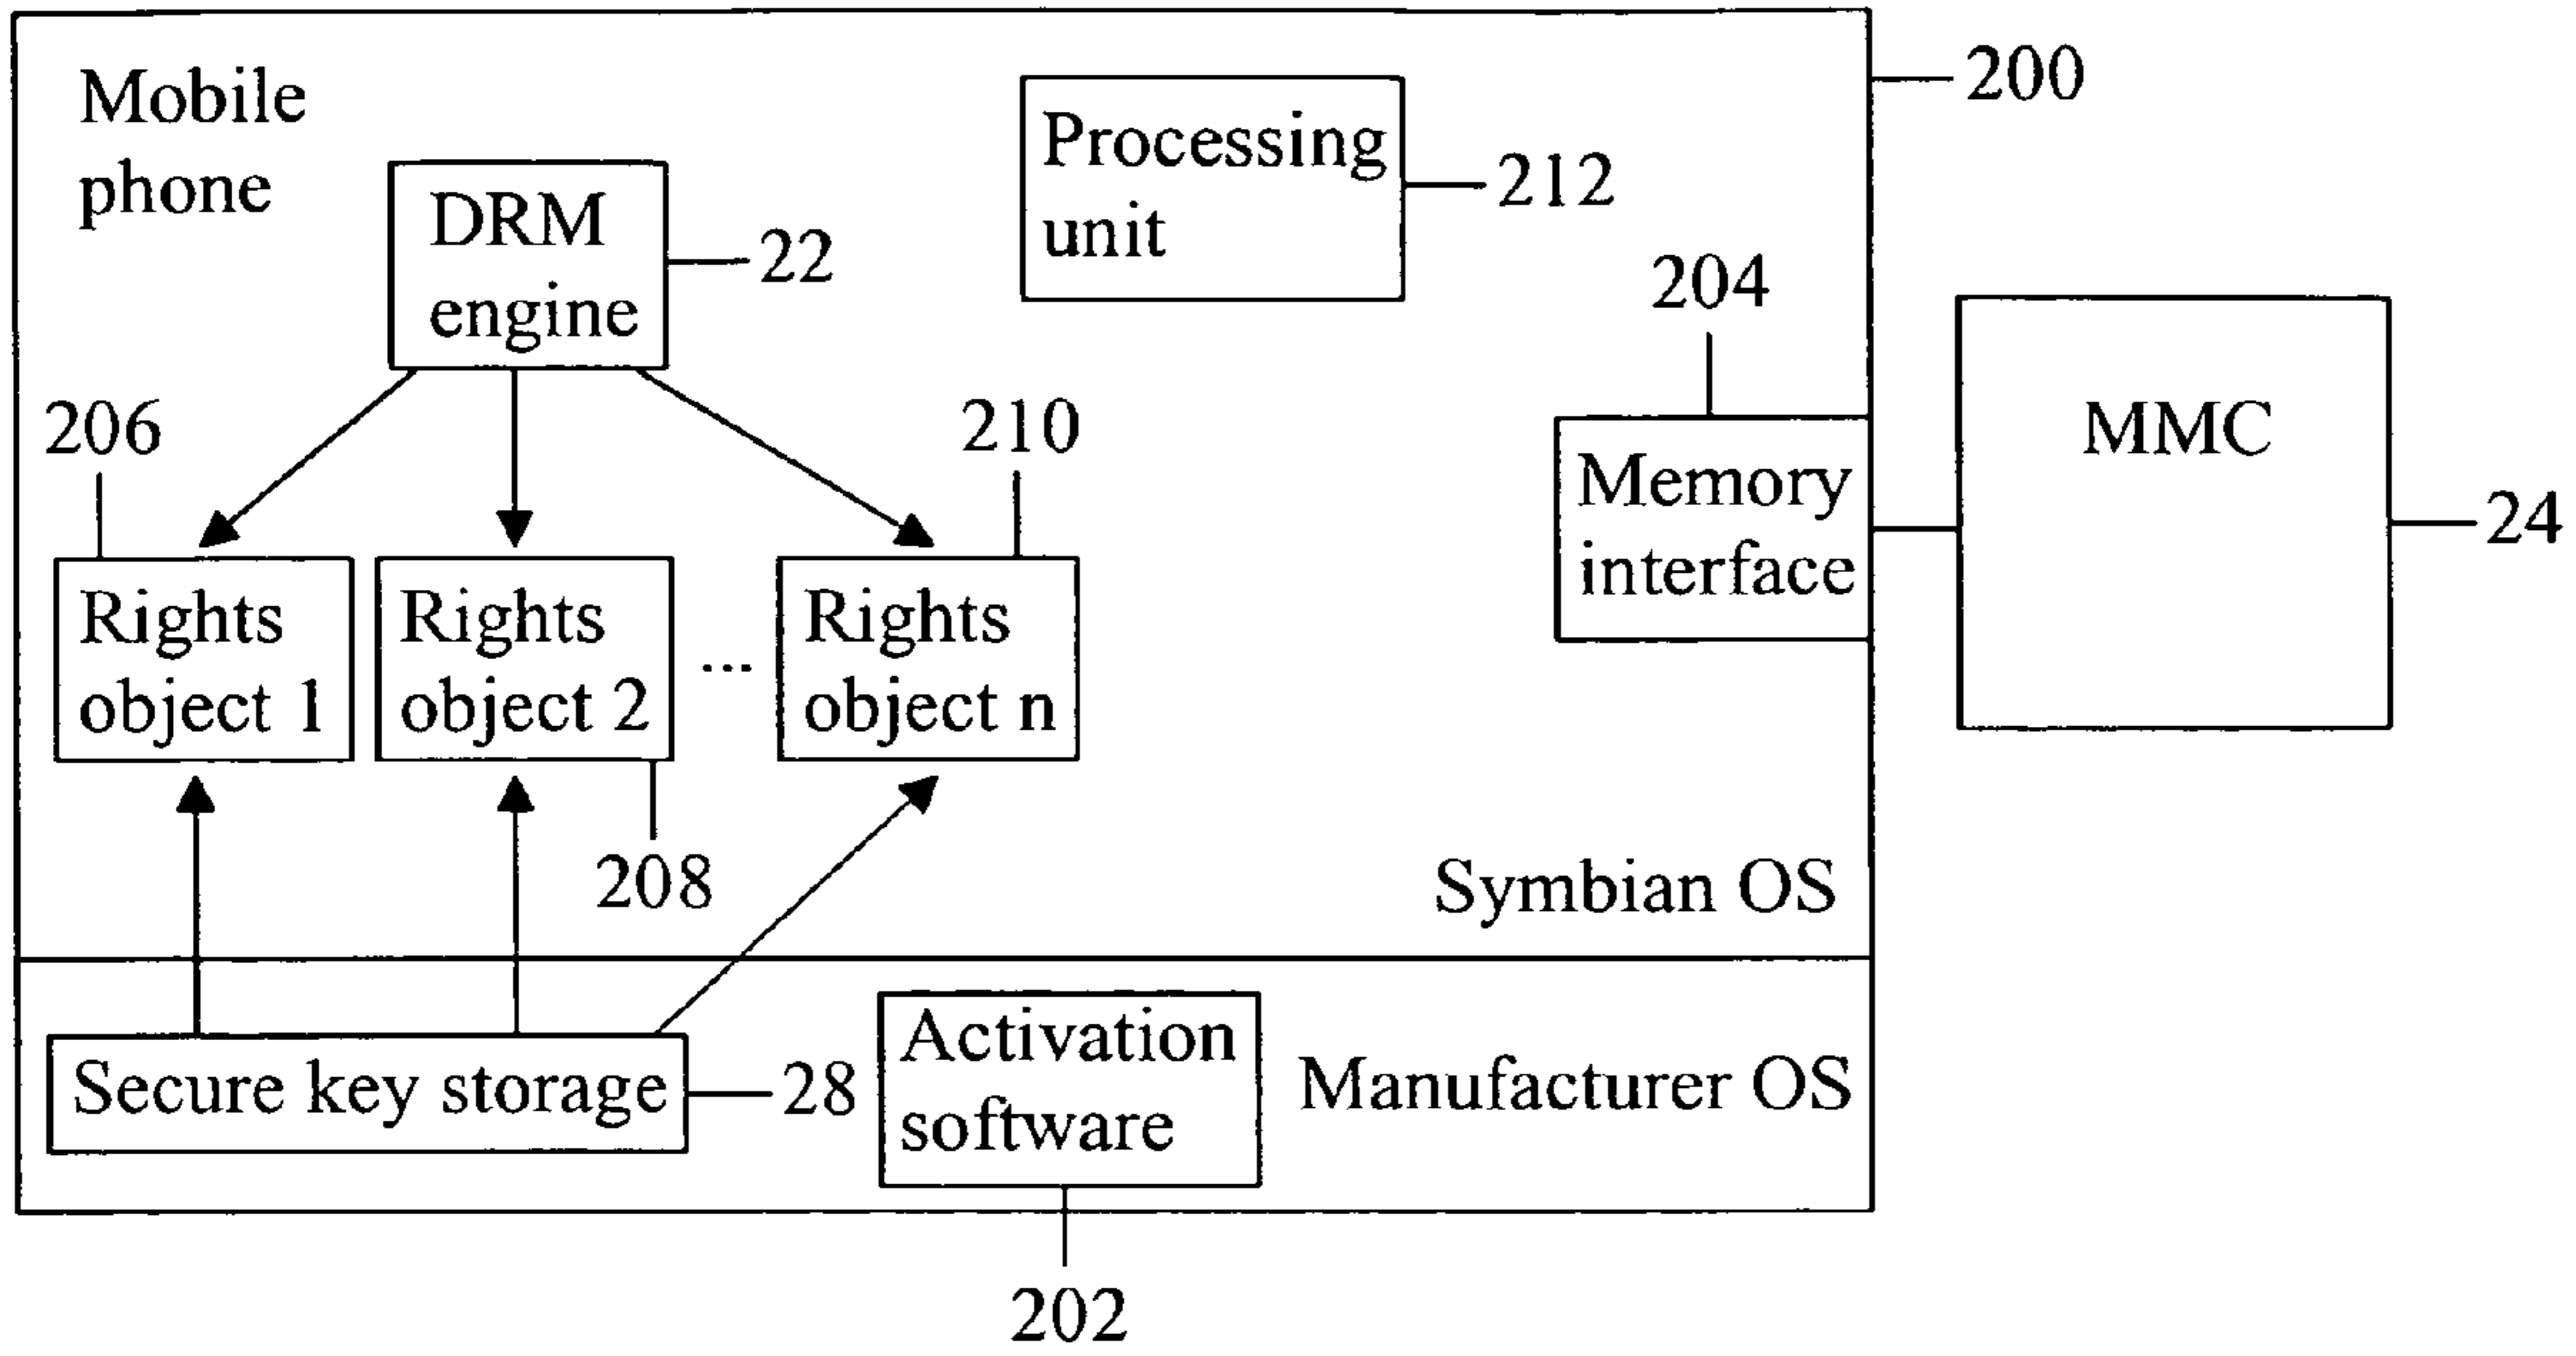 Mobile
phone
DRM
engine
22
Processing
unit
212
200
204
Memory
interface
MMC
24
206
210
Rights
object 1
Rights
object 2
...
Rights
object n
208
Symbian OS
Secure key storage
28
Activation
software
Manufacturer OS
202